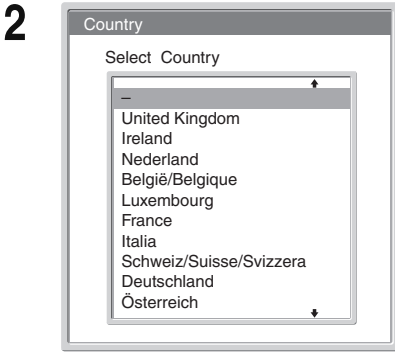 2
Country
Select Country
–
United Kingdom
Ireland
Nederland
België/Belgique
Luxembourg
France
Italia
Schweiz/Suisse/Svizzera
Deutschland
Österreich